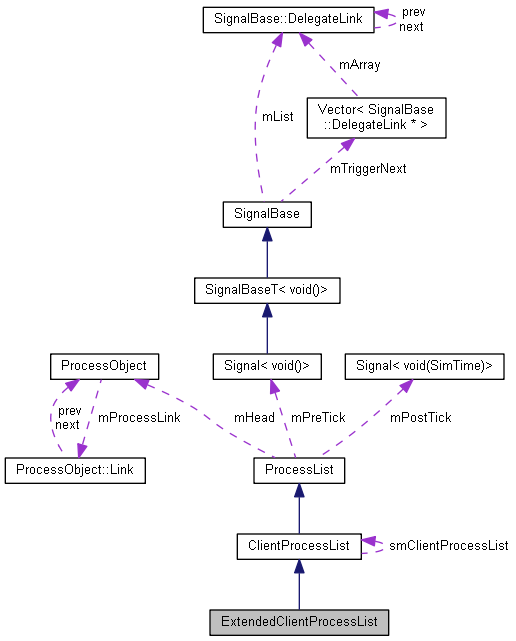 SignalBase::DelegateLink
prev
next
mArray
Vector< SignalBase
::DelegateLink * >
mList
mTriggerNext
SignalBase
SignalBaseT< void()>
ProcessObject
Signal< void()>
Signal< void(SimTime)>
prev
next
mProcessLink
mHead
mPreTick
mPostTick
ProcessObject::Link
ProcessList
ClientProcessList
smClientProcessList
ExtendedClientProcessList